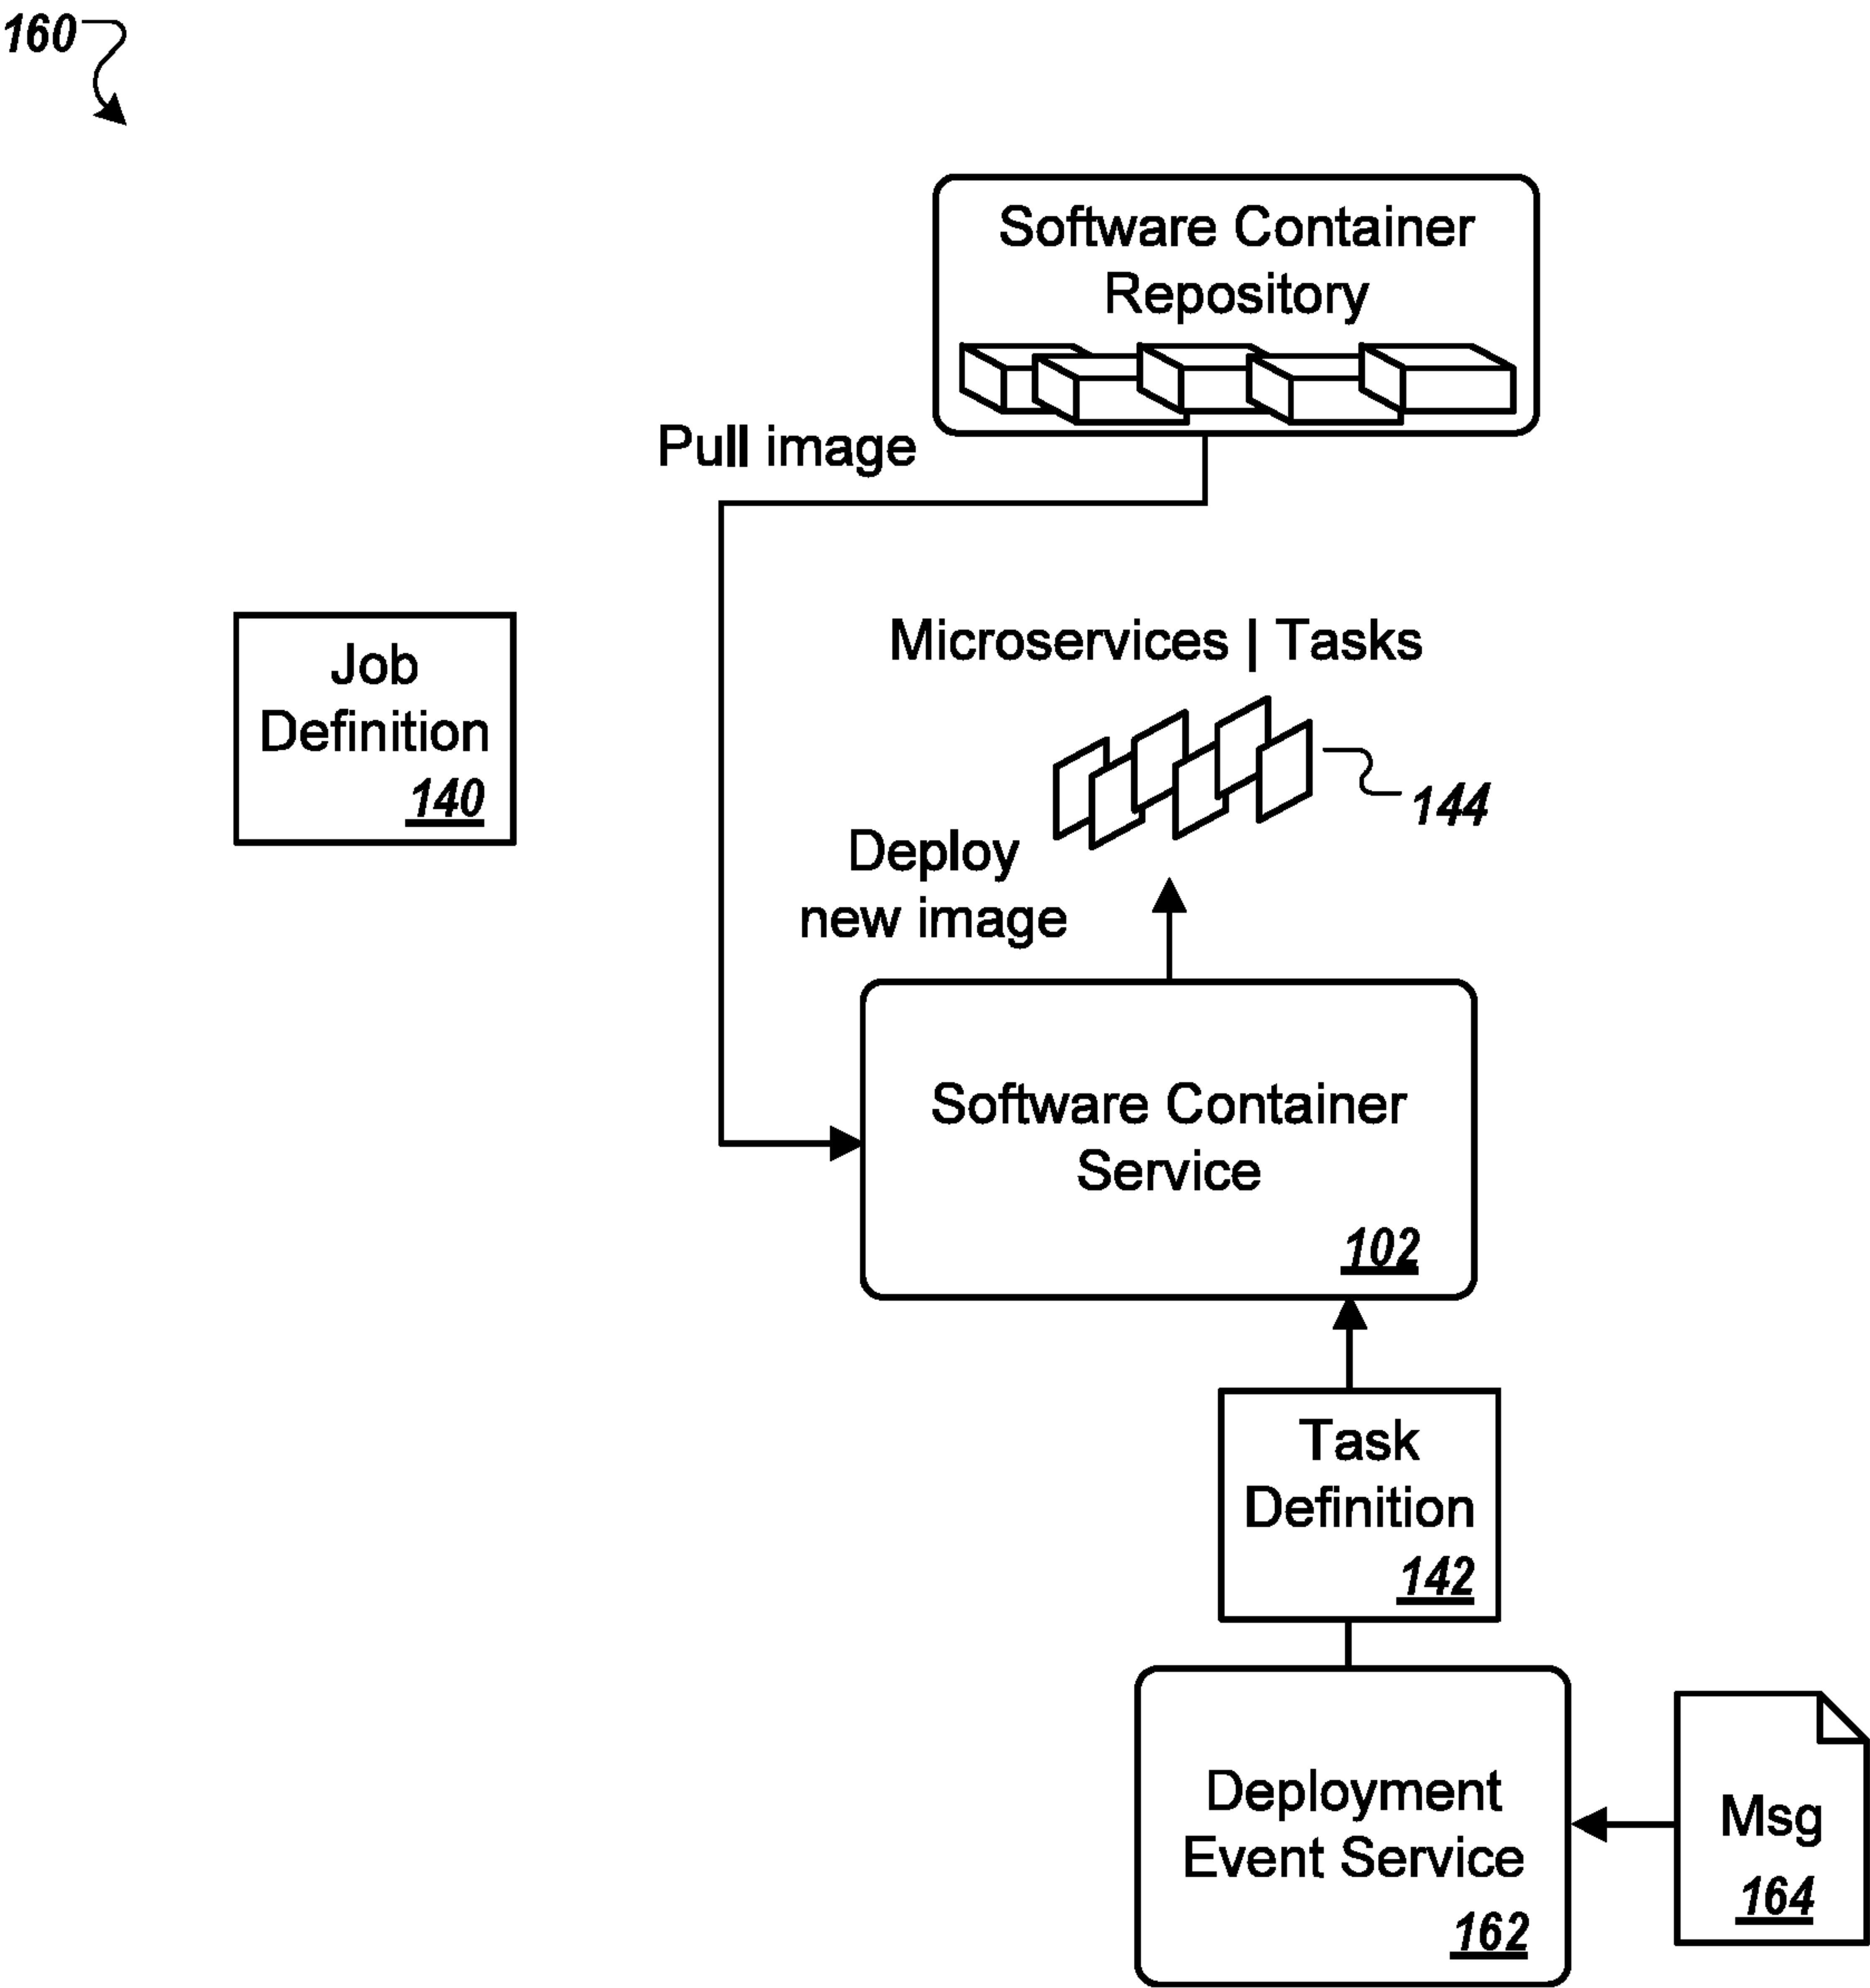 160
Software Container
Repository
Pull image
Job
Definition
140
Microservices | Tasks
144
Deploy
new image
Software Container
Service
102
Task
Definition
142
Deployment
Event Service
162
Msg
164